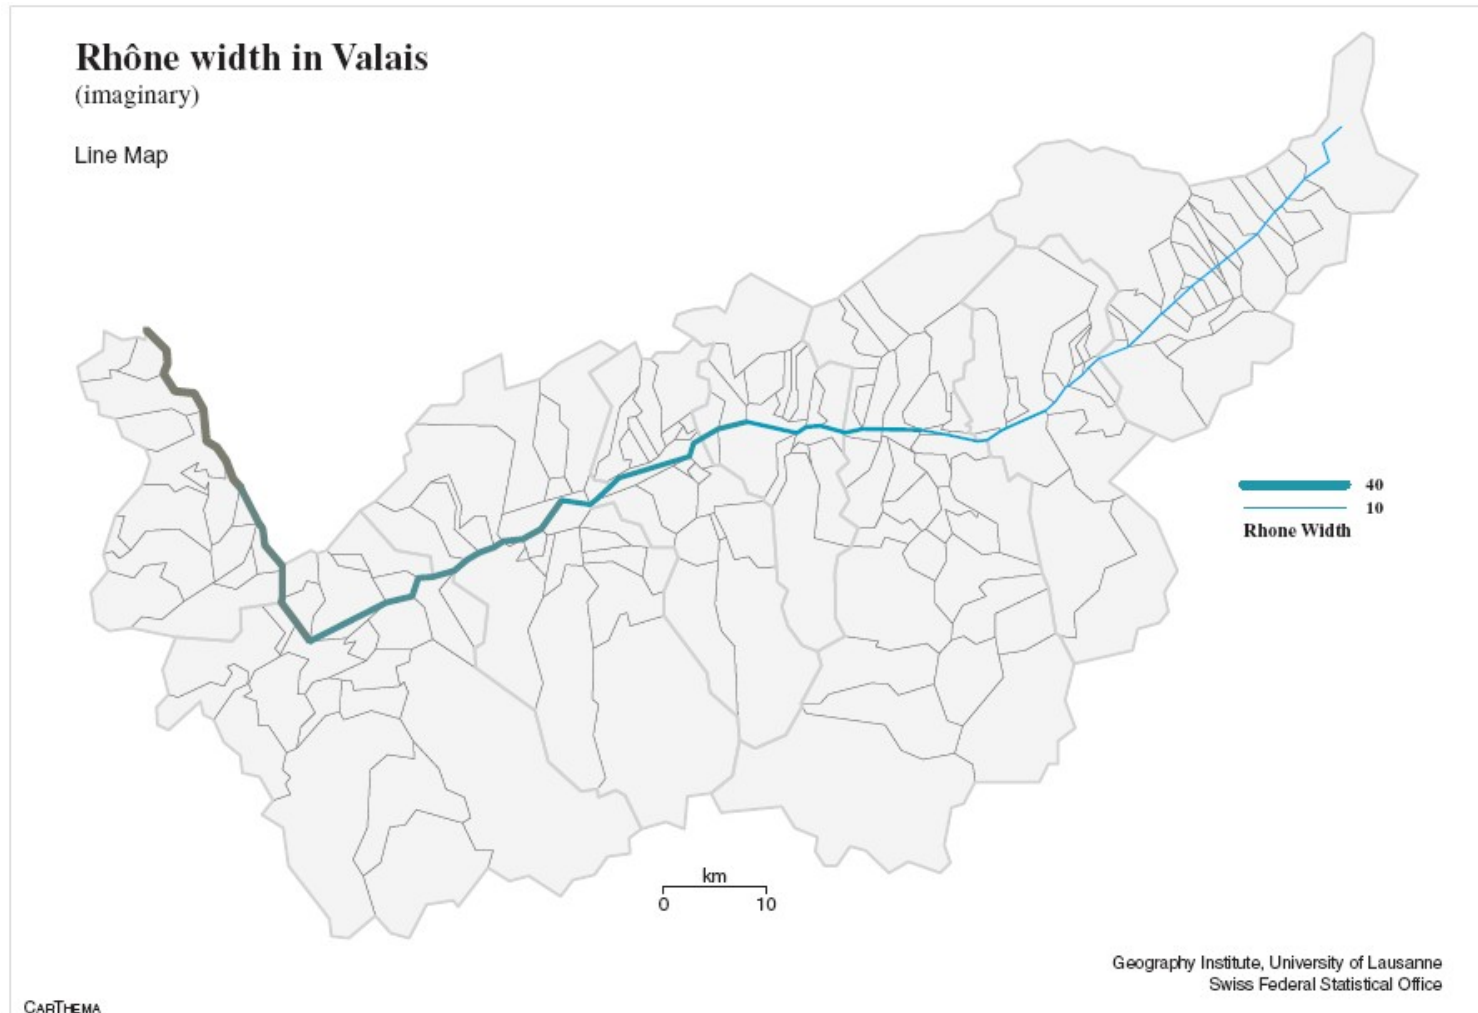 Rhône width in Valais
(imaginary)
Line Map
40
10
Rhone Width
km
0 10
Geography Institute, University of Lausanne
Swiss Federal Statistical Office
CARTHEMA